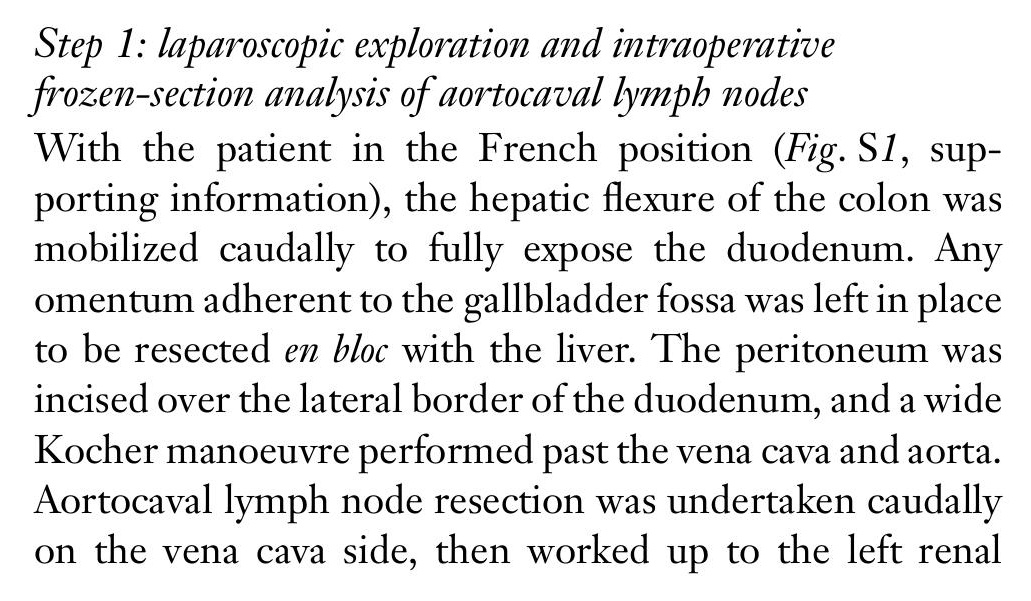 Step 1: laparoscopic exploration and intraoperative
frozen-section analysis of aortocaval lymph nodes
With the patient in the French position (Fig. S1, sup-
porting information), the hepatic flexure of the colon was
mobilized caudally to fully expose the duodenum. Any
omentum adherent to the gallbladder fossa was left in place
to be resected en bloc with the liver. The peritoneum was
incised over the lateral border of the duodenum, and a wide
Kocher manoeuvre performed past the vena cava and aorta.
Aortocaval lymph node resection was undertaken caudally
on the vena cava side, then worked up to the left renal